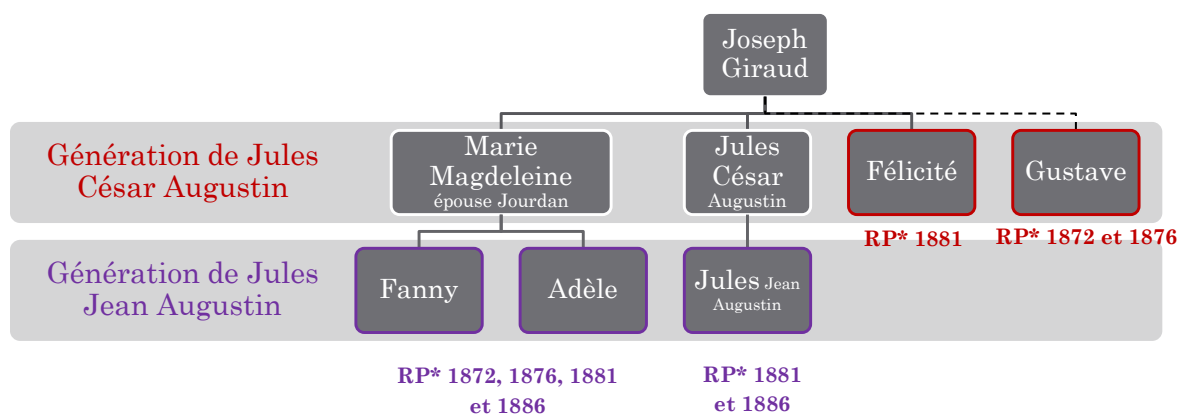 Joseph
Giraud
Génération de Jules
César Augustin
Marie
Magdeleine
épouse Jourdan
Jules
César
Augustin
Félicité
Gustave
RP* 1881
RP* 1872 et 1876
Génération de Jules
Jean Augustin
Fanny
Adèle
Jules Jean
Augustin
RP* 1872, 1876, 1881
et 1886
RP* 1881
et 1886